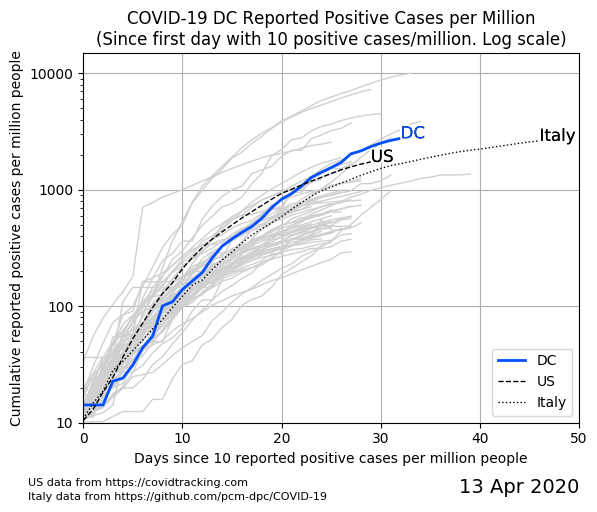 COVID-19 DC Reported Positive Cases per Million
(Since first day with 10 positive cases/million. Log scale)
Cumulative reported positive cases per million people
10000
1000
100
10
DC
US
Italy
DC
US
Italy
0
10
20
30
40
50
Days since 10 reported positive cases per million people
US data from https://covidtracking.com
Italy data from https://github.com/pcm-dpc/COVID-19
13 Apr 2020